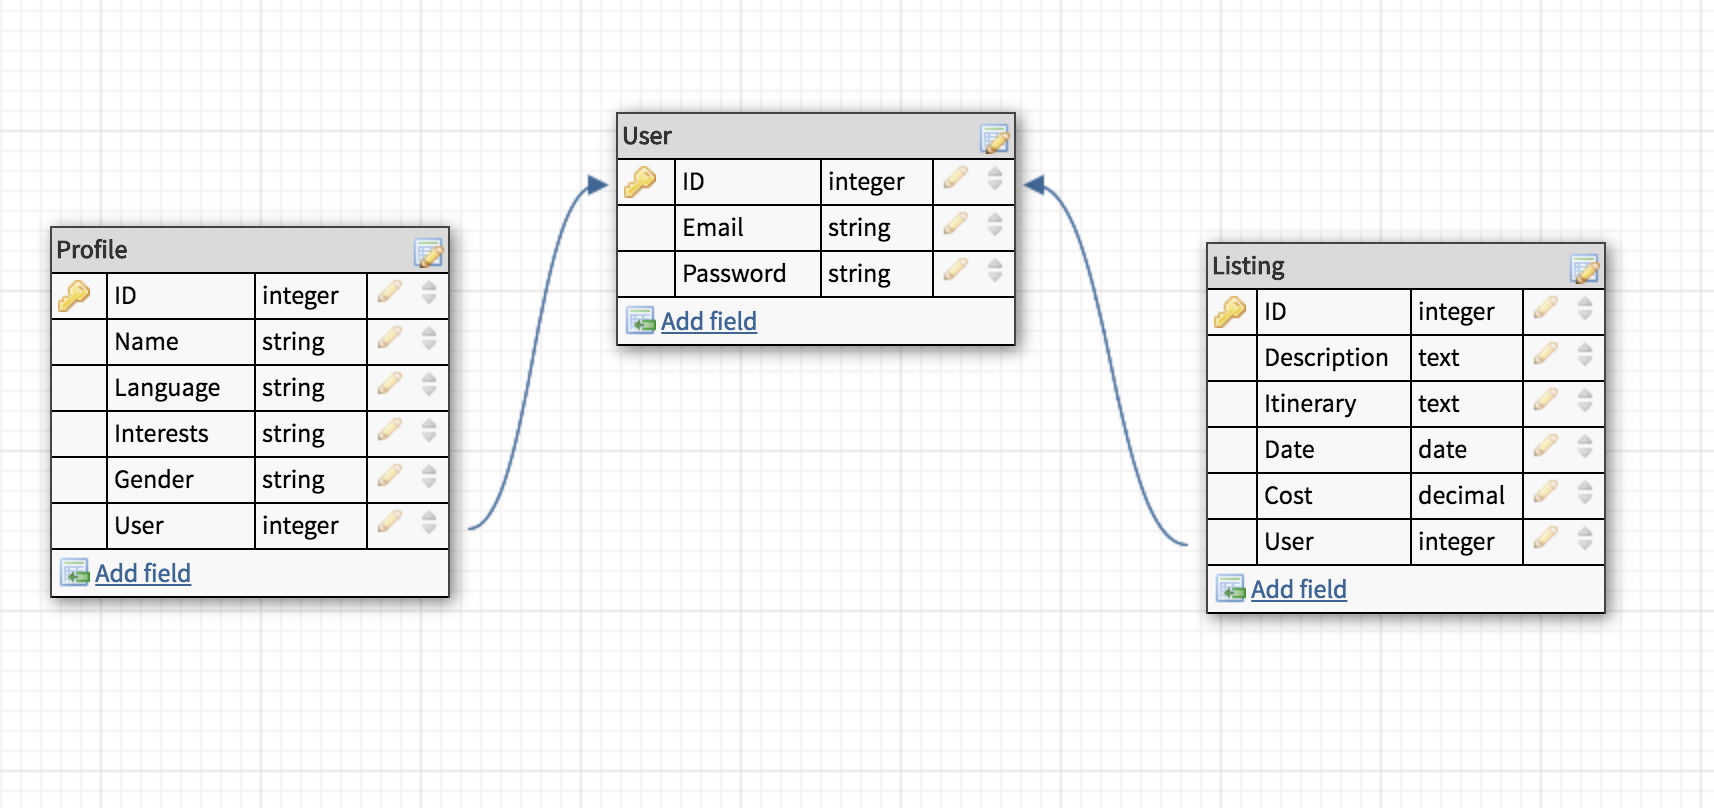 User
ID integer
Email string
Password string
Add field
Profile
ID integer
Name string
Language string
Interests string
Gender string
User integer
Add field
Listing
ID integer
Description text
Itinerary text
Date date
Cost decimal
User integer
Add field